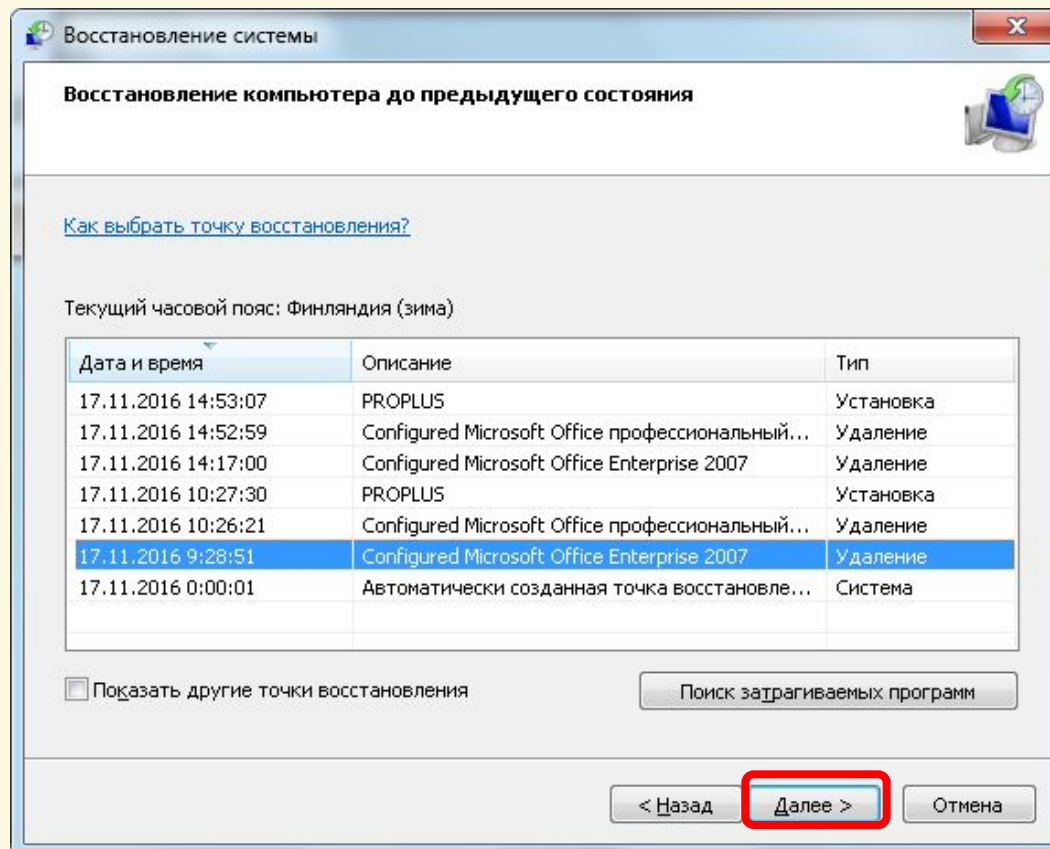 Восстановление системы
Восстановление компьютера до предыдущего состояния
Как выбрать точку восстановления?
Текущий часовой пояс: Финляндия (зима)
Дата и время Описание Тип
17.11.2016 14:53:07 PROPLUS Установка
17.11.2016 14:52:59 Configured Microsoft Office профессиональный... Удаление
17.11.2016 14:17:00 Configured Microsoft Office Enterprise 2007 Удаление
17.11.2016 10:27:30 PROPLUS Установка
17.11.2016 10:26:21 Configured Microsoft Office профессиональный... Удаление
17.11.2016 9:28:51 Configured Microsoft Office Enterprise 2007 Удаление
17.11.2016 0:00:01 Автоматически созданная точка восстановле... Система
Показать другие точки восстановления Поиск затрагиваемых программ
< Назад Далее > Отмена